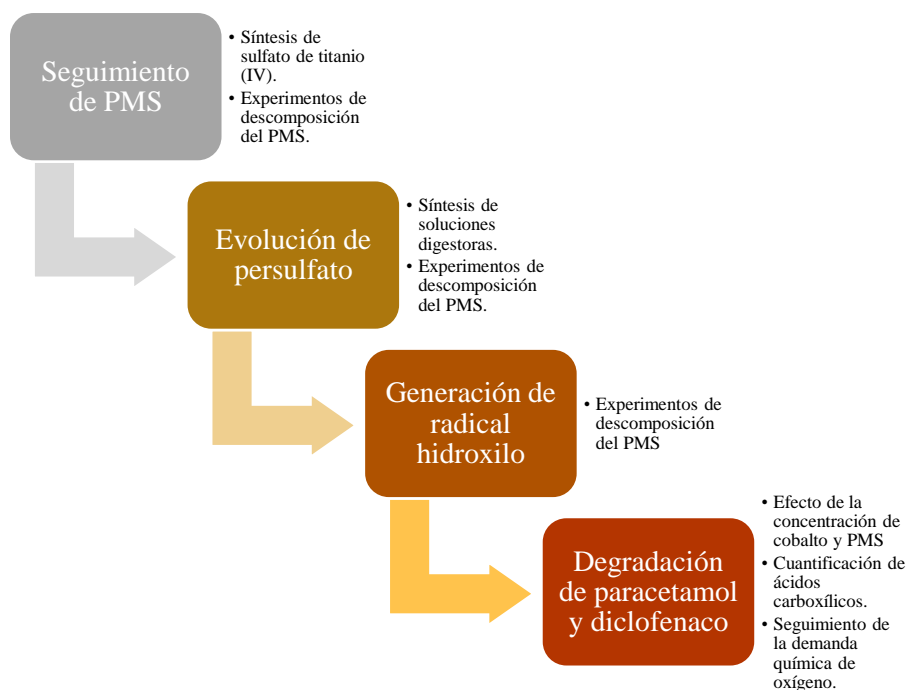 Seguimiento
de PMS
• Síntesis de
sulfato de titanio
(IV).
• Experimentos de
descomposición
del PMS.
Evolución de
persulfato
• Síntesis de
soluciones
digestoras.
• Experimentos de
descomposición
del PMS.
Generación de
radical
hidroxilo
• Experimentos de
descomposición
del PMS
Degradación
de paracetamol
y diclofenaco
• Efecto de la
concentración de
cobalto y PMS
• Cuantificación de
ácidos
carboxílicos.
• Seguimiento de
la demanda
química de
oxígeno.